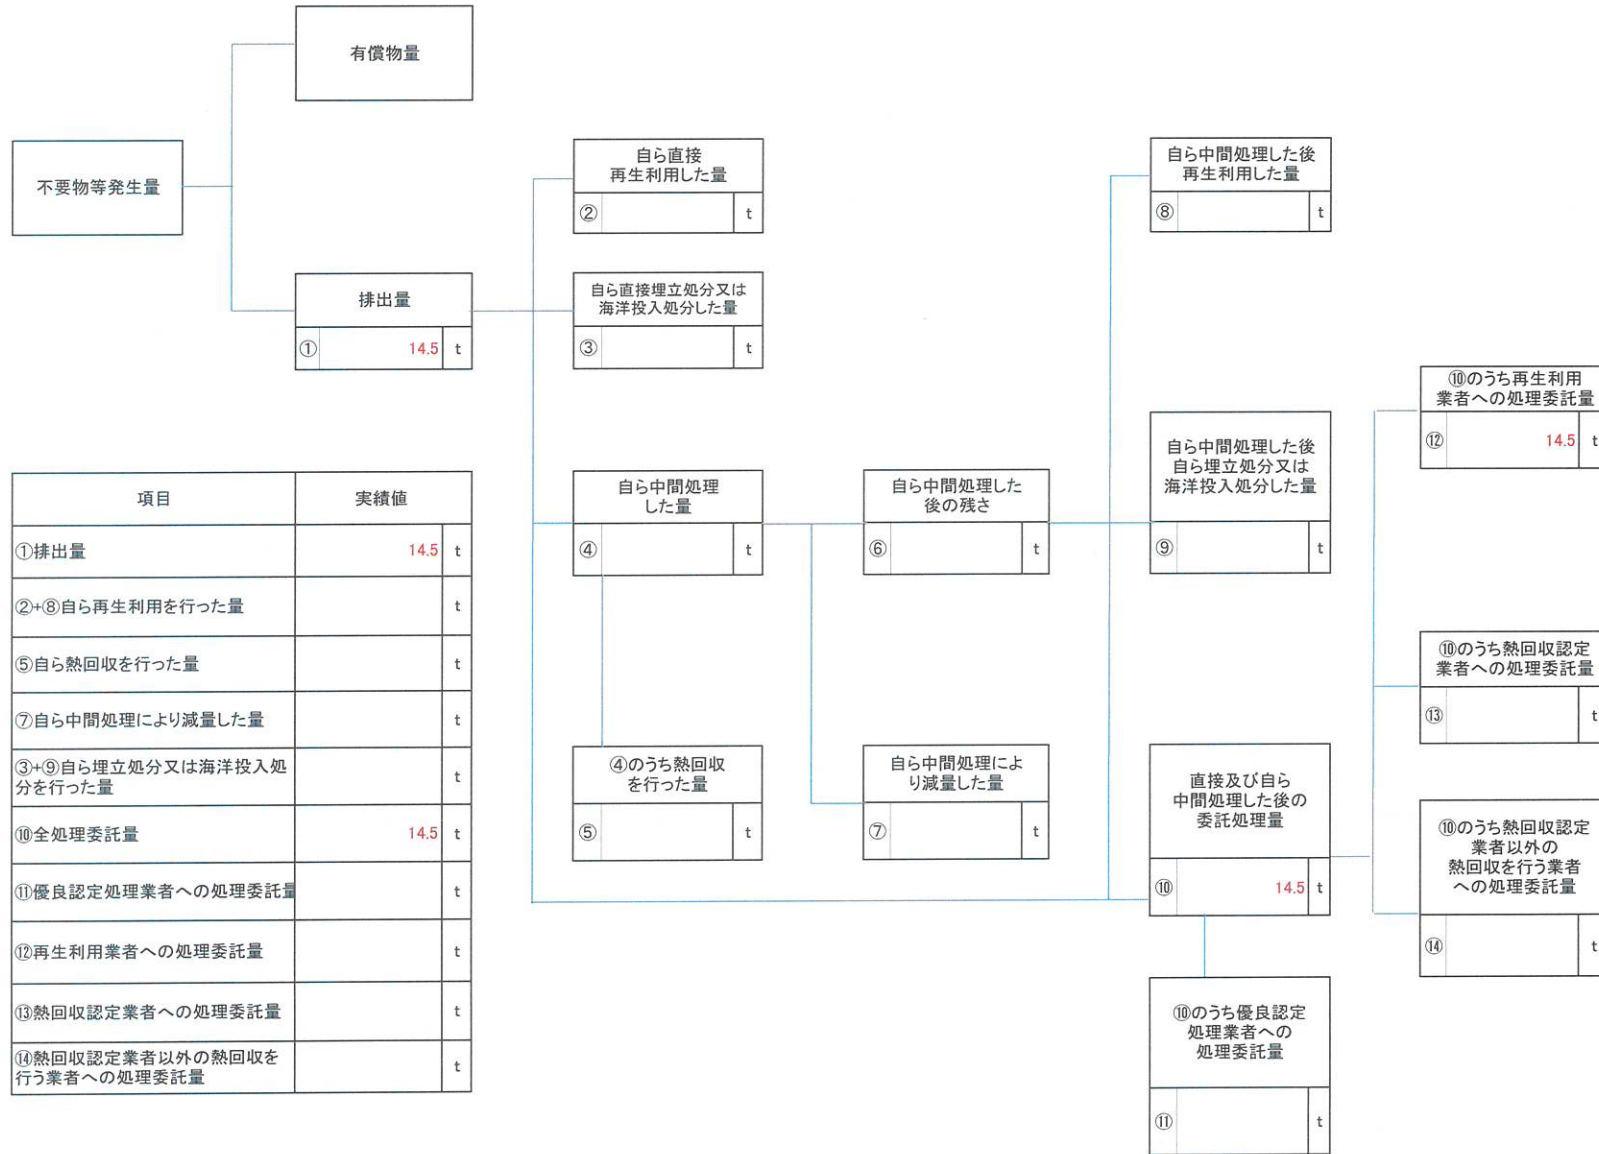 有償物量
不要物等発生量
排出量
① 14.5 t
自ら直接
再生利用した量
② t
自ら直接埋立処分又は
海洋投入処分した量
③ t
自ら中間処理
した量
④ t
④のうち熱回収
を行った量
⑤ t
自ら中間処理した
後の残さ
⑥ t
自ら中間処理によ
り減量した量
⑦ t
自ら中間処理した後
再生利用した量
⑧ t
自ら中間処理した後
自ら埋立処分又は
海洋投入処分した量
⑨ t
直接及び自ら
中間処理した後の
委託処理量
⑩ 14.5 t
⑩のうち優良認定
処理業者への
処理委託量
⑪ t
⑩のうち再生利用
業者への処理委託量
⑫ 14.5 t
⑩のうち熱回収認定
業者への処理委託量
⑬ t
⑩のうち熱回収認定
業者以外の
熱回収を行う業者
への処理委託量
⑭ t
項目 実績値
①排出量 14.5 t
②+⑧自ら再生利用を行った量 t
⑤自ら熱回収を行った量 t
⑦自ら中間処理により減量した量 t
③+⑨自ら埋立処分又は海洋投入処
分を行った量 t
⑩全処理委託量 14.5 t
⑪優良認定処理業者への処理委託量 t
⑫再生利用業者への処理委託量 t
⑬熱回収認定業者への処理委託量 t
⑭熱回収認定業者以外の熱回収を
行う業者への処理委託量 t